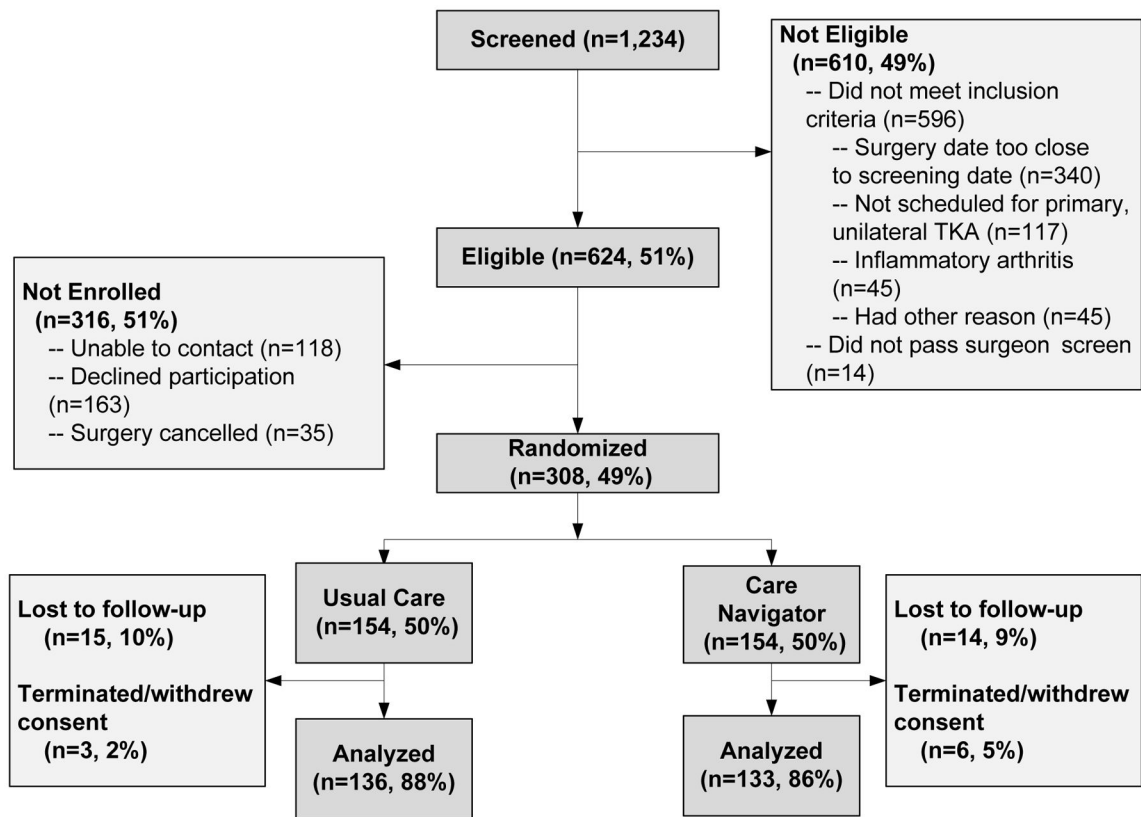 Screened (n=1,234)
Not Eligible
(n=610, 49%)
-- Did not meet inclusion
criteria (n=596)
-- Surgery date too close
to screening date (n=340)
-- Not scheduled for primary,
unilateral TKA (n=117)
-- Inflammatory arthritis
(n=45)
-- Had other reason (n=45)
-- Did not pass surgeon screen
(n=14)
Eligible (n=624, 51%)
Not Enrolled
(n=316, 51%)
-- Unable to contact (n=118)
-- Declined participation
(n=163)
-- Surgery cancelled (n=35)
Randomized
(n=308, 49%)
Usual Care
(n=154, 50%)
Care
Navigator
(n=154, 50%)
Lost to follow-up
(n=15, 10%)
Terminated/withdrew
consent
(n=3, 2%)
Lost to follow-up
(n=14, 9%)
Terminated/withdrew
consent
(n=6, 5%)
Analyzed
(n=136, 88%)
Analyzed
(n=133, 86%)